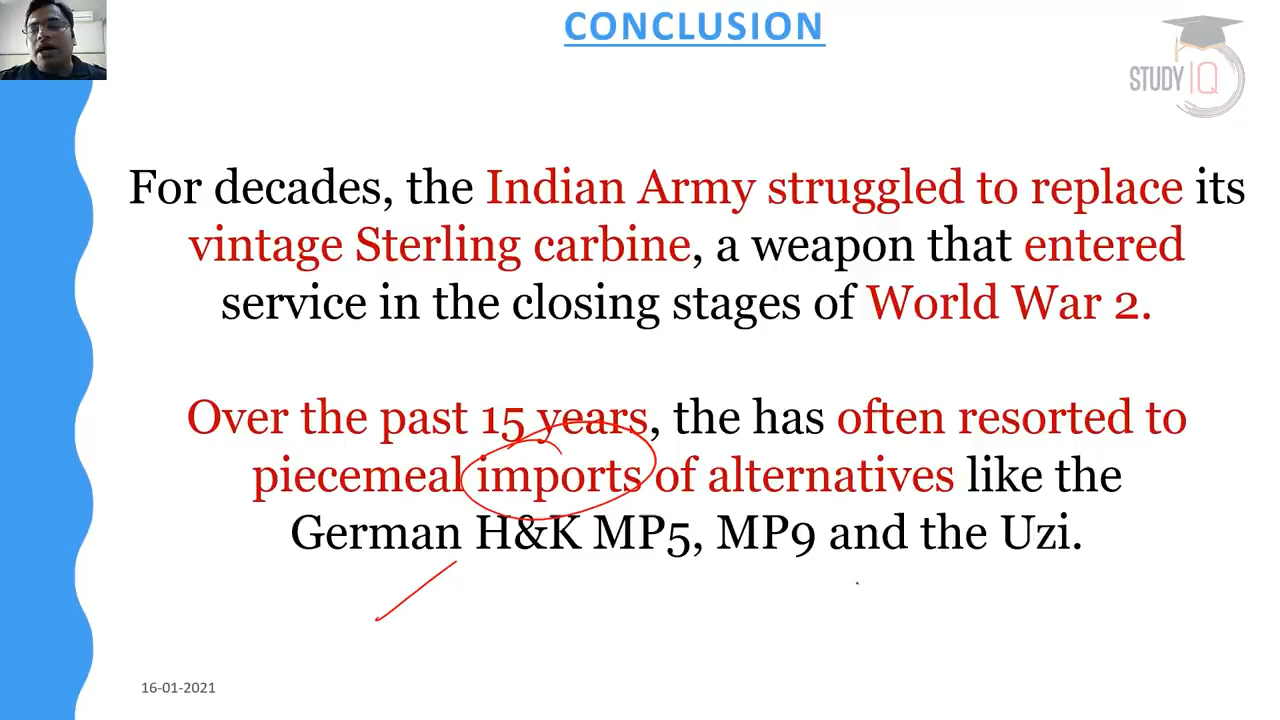 CONCLUSION
STUDY IQ
For decades, the Indian Army struggled to replace its
vintage Sterling carbine, a weapon that entered
service in the closing stages of World War 2.
Over the past 15 years, the has often resorted to
piecemeal imports of alternatives like the
German H&K MP5, MP9 and the Uzi.
16-01-2021